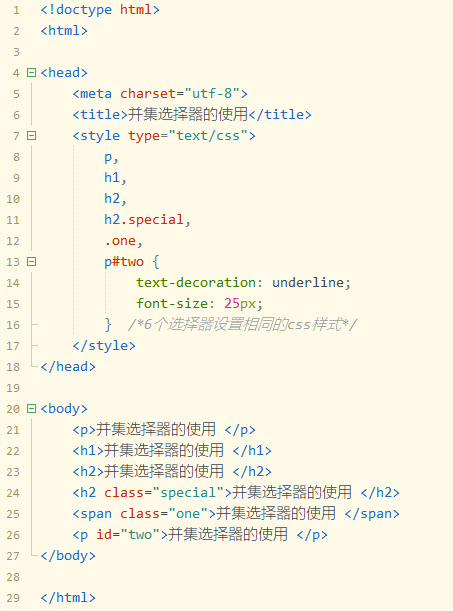 1 <!doctype html>
2 <html>
3
4 <head>
5 <meta charset="utf-8">
6 <title>并集选择器的使用</title>
7 <style type="text/css">
8 p,
9 h1,
10 h2,
11 h2.special,
12 .one,
13 p#two {
14 text-decoration: underline;
15 font-size: 25px;
16 } /*6个选择器设置相同的css样式*/
17 </style>
18 </head>
19
20 <body>
21 <p>并集选择器的使用 </p>
22 <h1>并集选择器的使用 </h1>
23 <h2>并集选择器的使用 </h2>
24 <h2 class="special">并集选择器的使用 </h2>
25 <span class="one">并集选择器的使用 </span>
26 <p id="two">并集选择器的使用 </p>
27 </body>
28
29 </html>